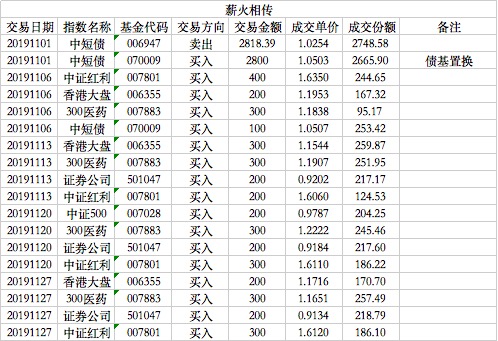 薪火相传
交易日期 指数名称 基金代码 交易方向 交易金额 成交单价 成交份额 备注
20191101 中短债 006947 卖出 2818.39 1.0254 2748.58
20191101 中短债 070009 买入 2800 1.0503 2665.90 债基置换
20191106 中证红利 007801 买入 400 1.6350 244.65
20191106 香港大盘 006355 买入 200 1.1953 167.32
20191106 300医药 007883 买入 300 1.1838 95.17
20191106 中短债 070009 买入 100 1.0507 253.42
20191113 香港大盘 006355 买入 300 1.1544 259.87
20191113 300医药 007883 买入 300 1.1907 251.95
20191113 证券公司 501047 买入 200 0.9202 217.17
20191113 中证红利 007801 买入 200 1.6060 124.53
20191120 中证500 007028 买入 200 0.9787 204.25
20191120 300医药 007883 买入 300 1.2222 245.46
20191120 证券公司 501047 买入 200 0.9184 217.60
20191120 中证红利 007801 买入 300 1.6110 186.22
20191127 香港大盘 006355 买入 200 1.1716 170.70
20191127 300医药 007883 买入 300 1.1651 257.49
20191127 证券公司 501047 买入 200 0.9134 218.79
20191127 中证红利 007801 买入 300 1.6120 186.10